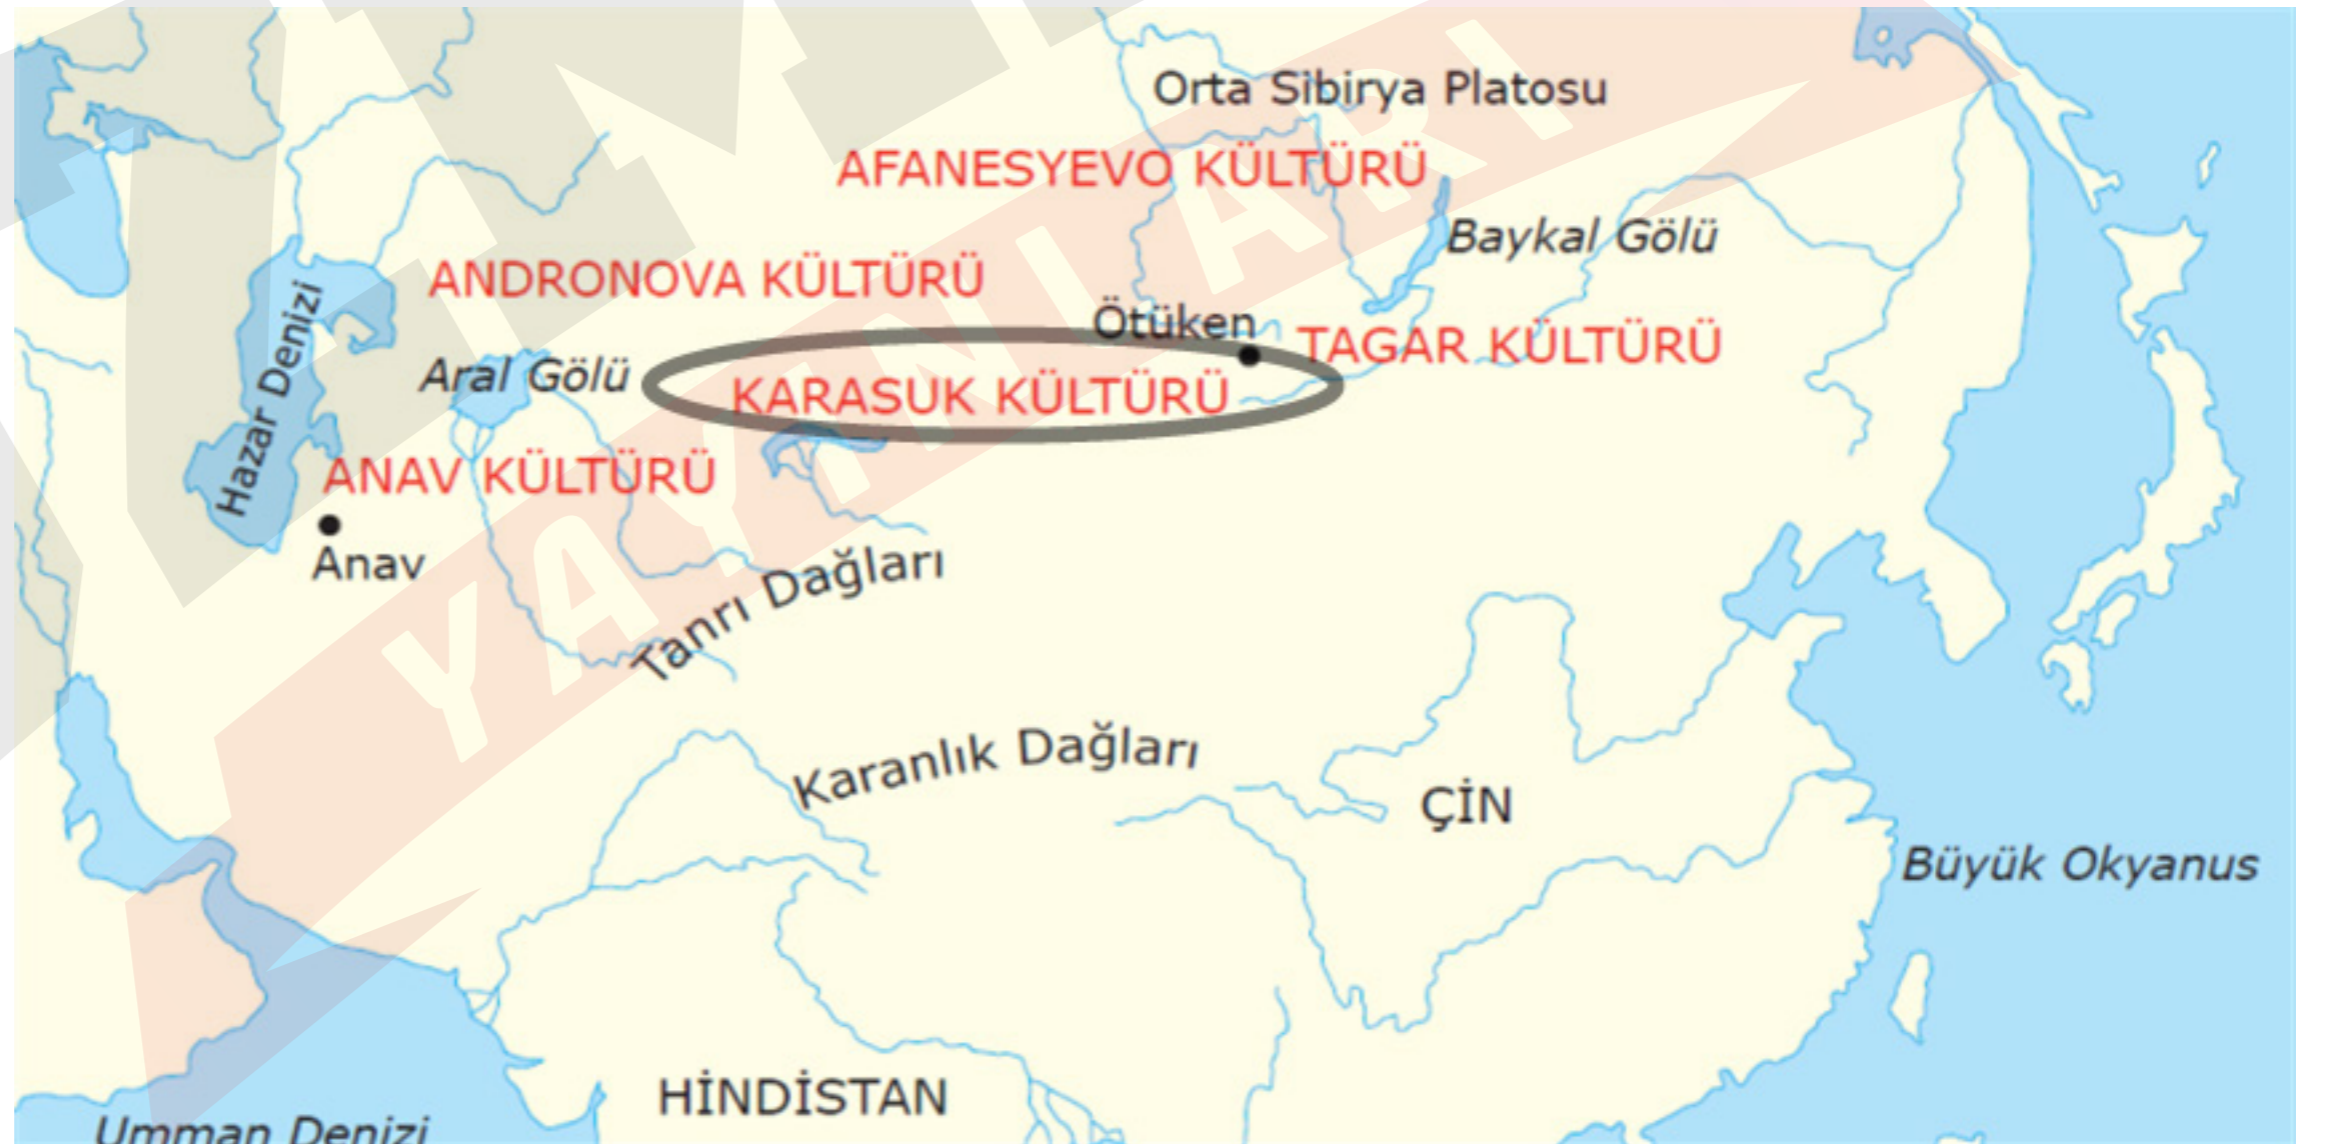 Orta Sibirya Platosu
AFANESYEVO KÜLTÜRÜ
Baykal Gölü
ANDRONOVA KÜLTÜRÜ
Hazar Denizi
Ötüken
TAGAR KÜLTÜRÜ
Aral Gölü
KARASUK KÜLTÜRÜ
ANAV KÜLTÜRÜ
Anav
Tanrı Dağları
Karanlık Dağları
ÇİN
Büyük Okyanus
HİNDİSTAN
Umman Denizi
YAYINLARI